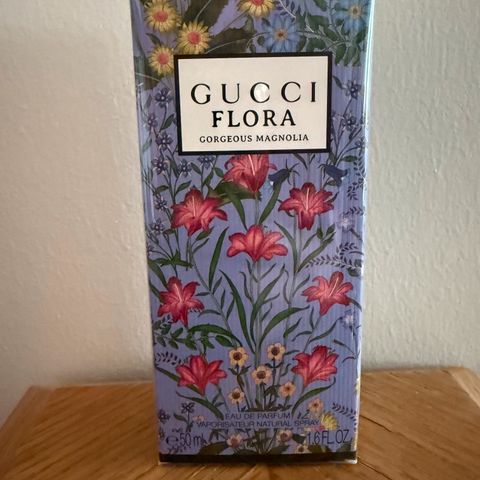 GUCCI
FLORA
GORGEOUS MAGNOLIA
EAU DE PARFUM
VAPORISATEUR NATURAL SPRAY
℮50 ml 1.6 FL.OZ